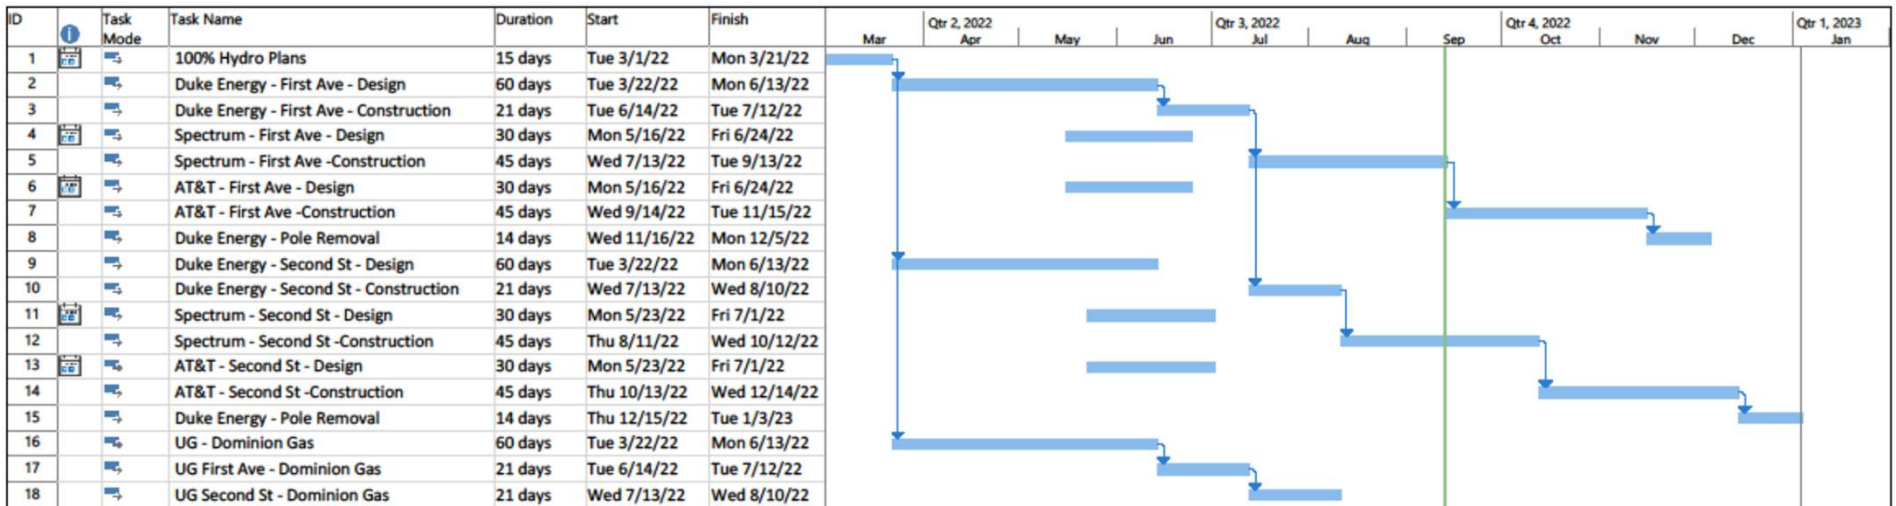 ID Task Mode Task Name Duration Start Finish Qtr 2, 2022 Qtr 3, 2022 Qtr 4, 2022 Qtr 1, 2023
Mar Apr May Jun Jul Aug Sep Oct Nov Dec Jan
1 100% Hydro Plans 15 days Tue 3/1/22 Mon 3/21/22
2 Duke Energy - First Ave - Design 60 days Tue 3/22/22 Mon 6/13/22
3 Duke Energy - First Ave - Construction 21 days Tue 6/14/22 Tue 7/12/22
4 Spectrum - First Ave - Design 30 days Mon 5/16/22 Fri 6/24/22
5 Spectrum - First Ave -Construction 45 days Wed 7/13/22 Tue 9/13/22
6 AT&T - First Ave - Design 30 days Mon 5/16/22 Fri 6/24/22
7 AT&T - First Ave -Construction 45 days Wed 9/14/22 Tue 11/15/22
8 Duke Energy - Pole Removal 14 days Wed 11/16/22 Mon 12/5/22
9 Duke Energy - Second St - Design 60 days Tue 3/22/22 Mon 6/13/22
10 Duke Energy - Second St - Construction 21 days Wed 7/13/22 Wed 8/10/22
11 Spectrum - Second St - Design 30 days Mon 5/23/22 Fri 7/1/22
12 Spectrum - Second St -Construction 45 days Thu 8/11/22 Wed 10/12/22
13 AT&T - Second St - Design 30 days Mon 5/23/22 Fri 7/1/22
14 AT&T - Second St -Construction 45 days Thu 10/13/22 Wed 12/14/22
15 Duke Energy - Pole Removal 14 days Thu 12/15/22 Tue 1/3/23
16 UG - Dominion Gas 60 days Tue 3/22/22 Mon 6/13/22
17 UG First Ave - Dominion Gas 21 days Tue 6/14/22 Tue 7/12/22
18 UG Second St - Dominion Gas 21 days Wed 7/13/22 Wed 8/10/22